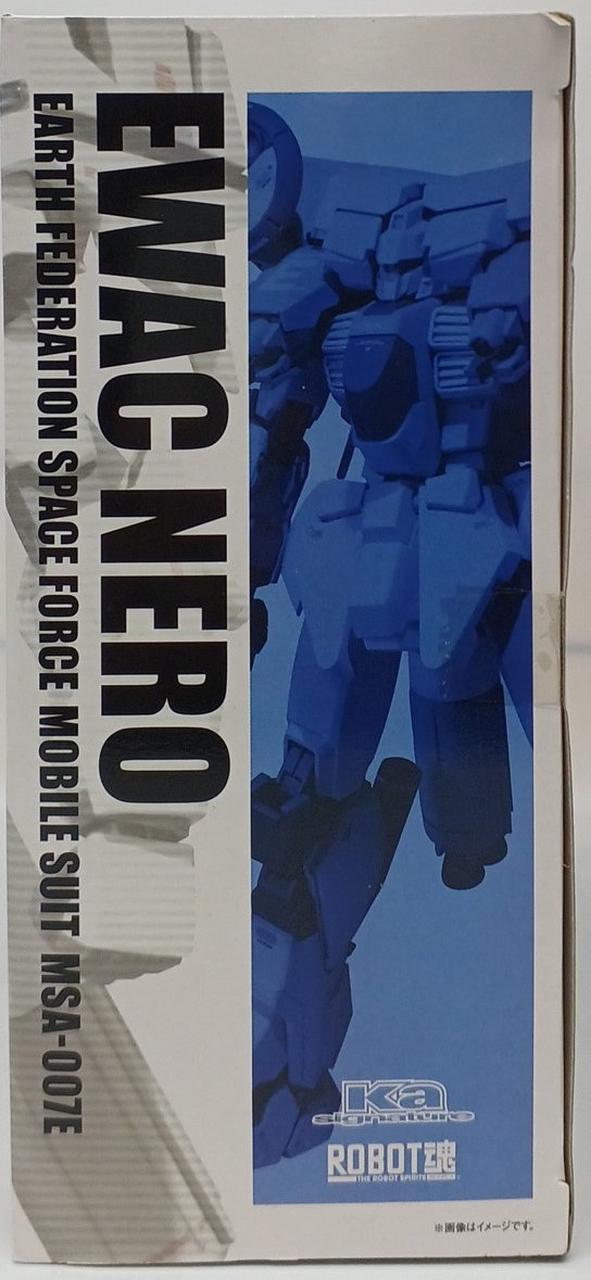 EWAC NERO
EARTH FEDERATION SPACE FORCE MOBILE SUIT MSA-007E
Ka
signature
ROBOT魂
THE ROBOT SPIRITS
※画像はイメージです。